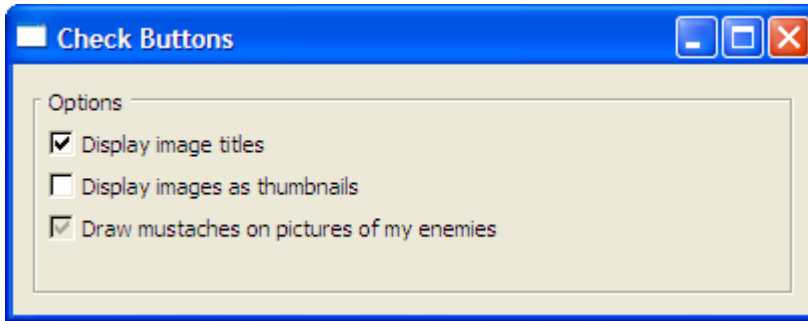 Check Buttons
Options
Display image titles
Display images as thumbnails
Draw mustaches on pictures of my enemies